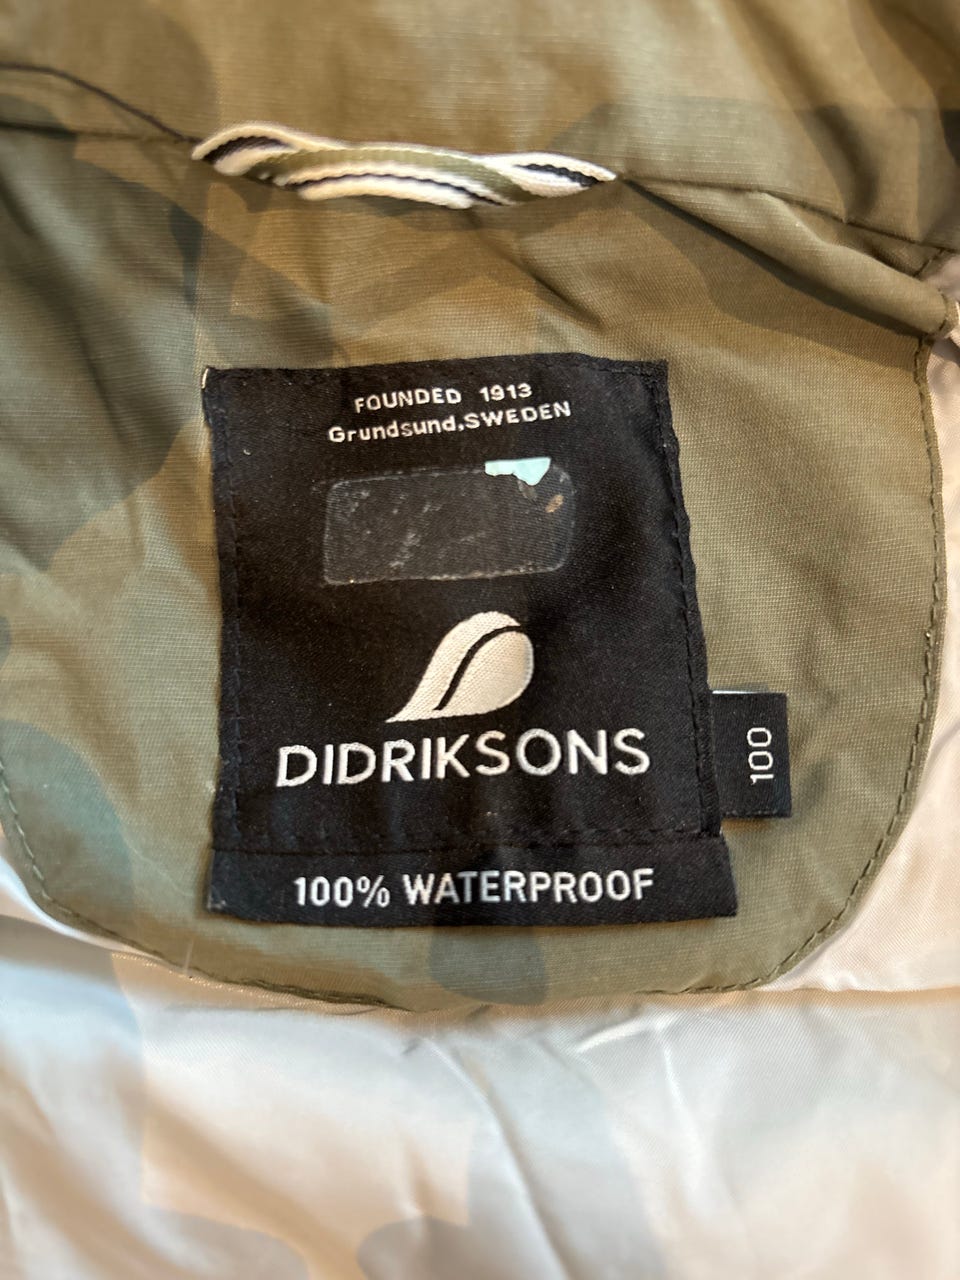 FOUNDED 1913
Grundsund.SWEDEN
DIDRIKSONS
100
100% WATERPROOF